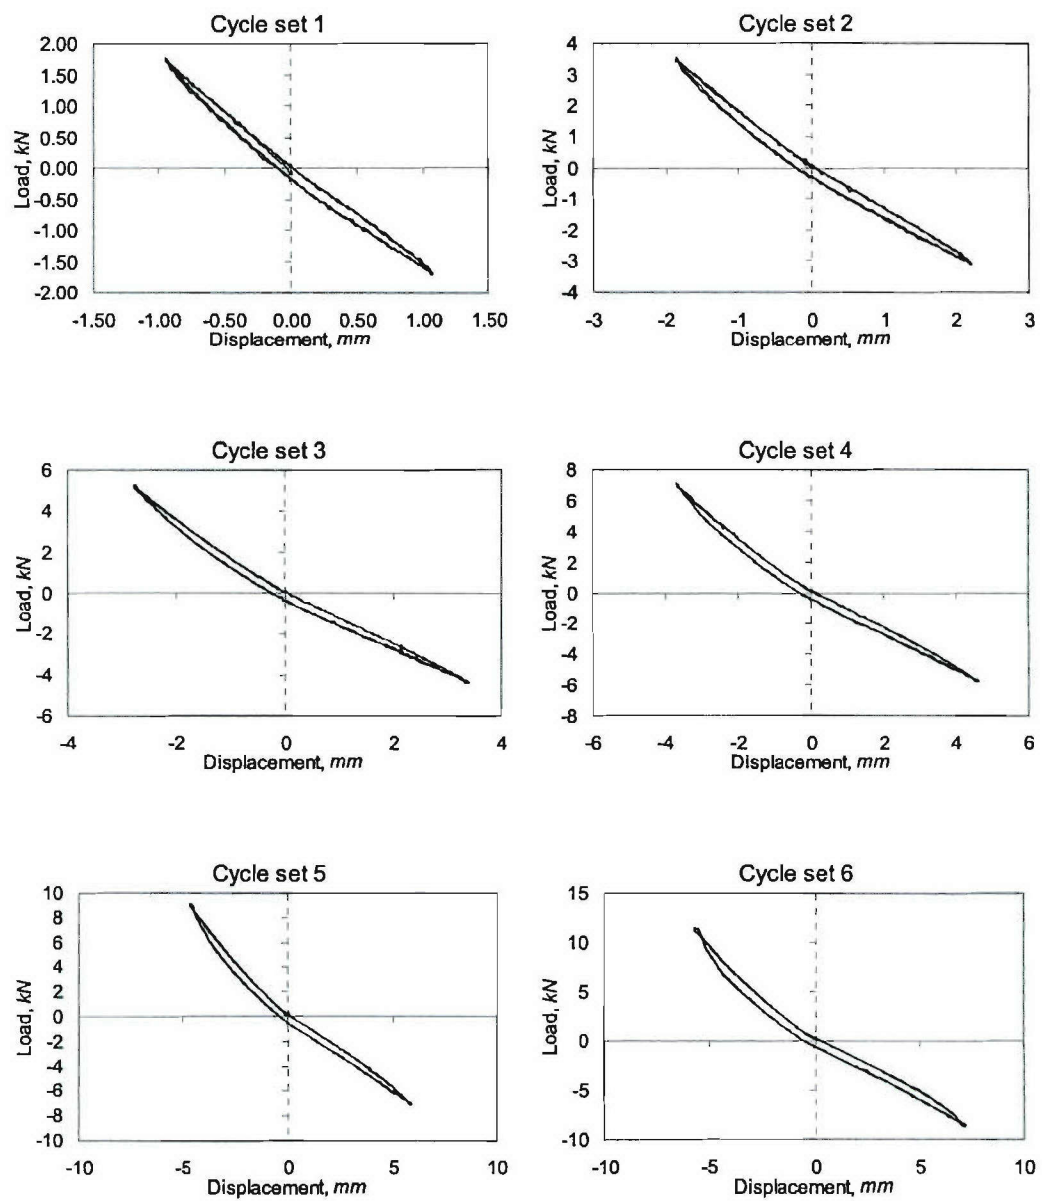 Cycle set 1
2.00
1.50
1.00
0.50
0.00
-0.50
-1.00
-1.50
-2.00
Load, kN
-1.50 -1.00 -0.50 0.00 0.50 1.00 1.50
Displacement, mm
Cycle set 2
4
3
2
1
0
-1
-2
-3
-4
Load, kN
-3 -2 -1 0 1 2 3
Displacement, mm
Cycle set 3
6
4
2
0
-2
-4
-6
Load, kN
-4 -2 0 2 4
Displacement, mm
Cycle set 4
8
6
4
2
0
-2
-4
-6
-8
Load, kN
-6 -4 -2 0 2 4 6
Displacement, mm
Cycle set 5
10
8
6
4
2
0
-2
-4
-6
-8
-10
Load, kN
-10 -5 0 5 10
Displacement, mm
Cycle set 6
15
10
5
0
-5
-10
Load, kN
-10 -5 0 5 10
Displacement, mm